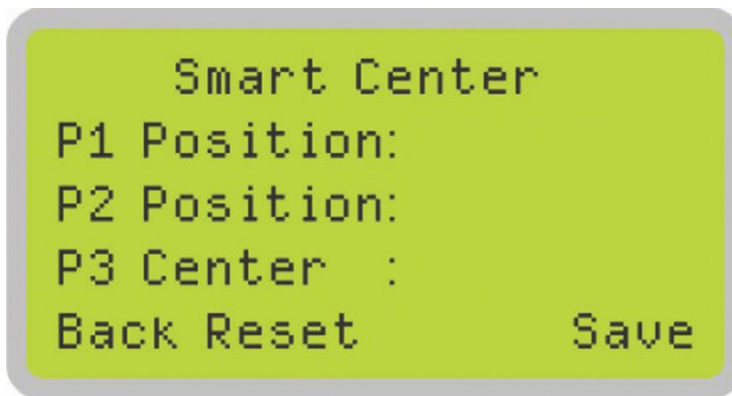 Smart Center
P1 Position:
P2 Position:
P3 Center :
Back Reset Save